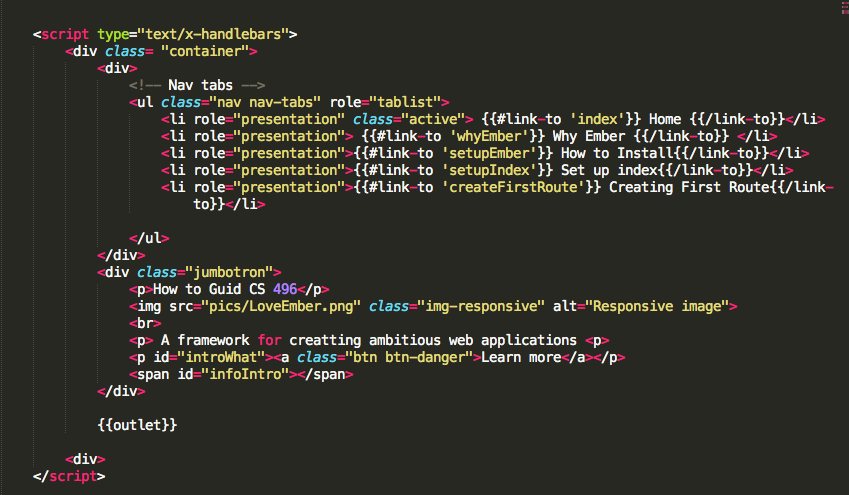 <script type="text/x-handlebars">
<div class= "container">
<div>
<!-- Nav tabs -->
<ul class="nav nav-tabs" role="tablist">
<li role="presentation" class="active"> {{#link-to 'index'}} Home {{/link-to}}</li>
<li role="presentation"> {{#link-to 'whyEmber'}} Why Ember {{/link-to}} </li>
<li role="presentation">{{#link-to 'setupEmber'}} How to Install{{/link-to}}</li>
<li role="presentation">{{#link-to 'setupIndex'}} Set up index{{/link-to}}</li>
<li role="presentation">{{#link-to 'createFirstRoute'}} Creating First Route{{/link-
to}}</li>
</ul>
</div>
<div class="jumbotron">
<p>How to Guid CS 496</p>
<img src="pics/LoveEmber.png" class="img-responsive" alt="Responsive image">
<br>
<p> A framework for creatting ambitious web applications <p>
<p id="introWhat"><a class="btn btn-danger">Learn more</a></p>
<span id="infoIntro"></span>
</div>
{{outlet}}
<div>
</script>